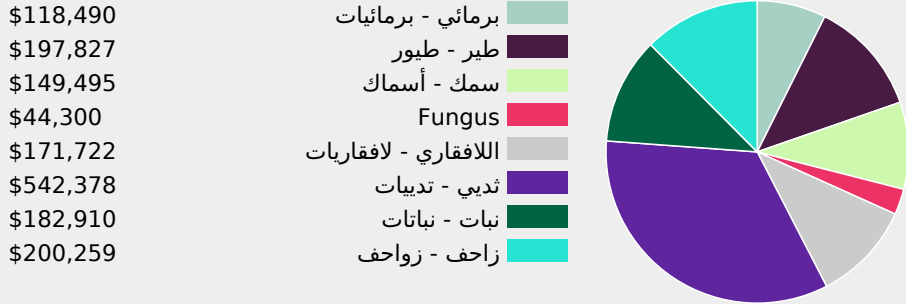 $118,490 برمائي - برمائيات
$197,827 طير - طيور
$149,495 سمك - أسماك
$44,300 Fungus
$171,722 اللافقاري - لافقاريات
$542,378 ثديي - تدييات
$182,910 نبات - نباتات
$200,259 زاحف - زواحف